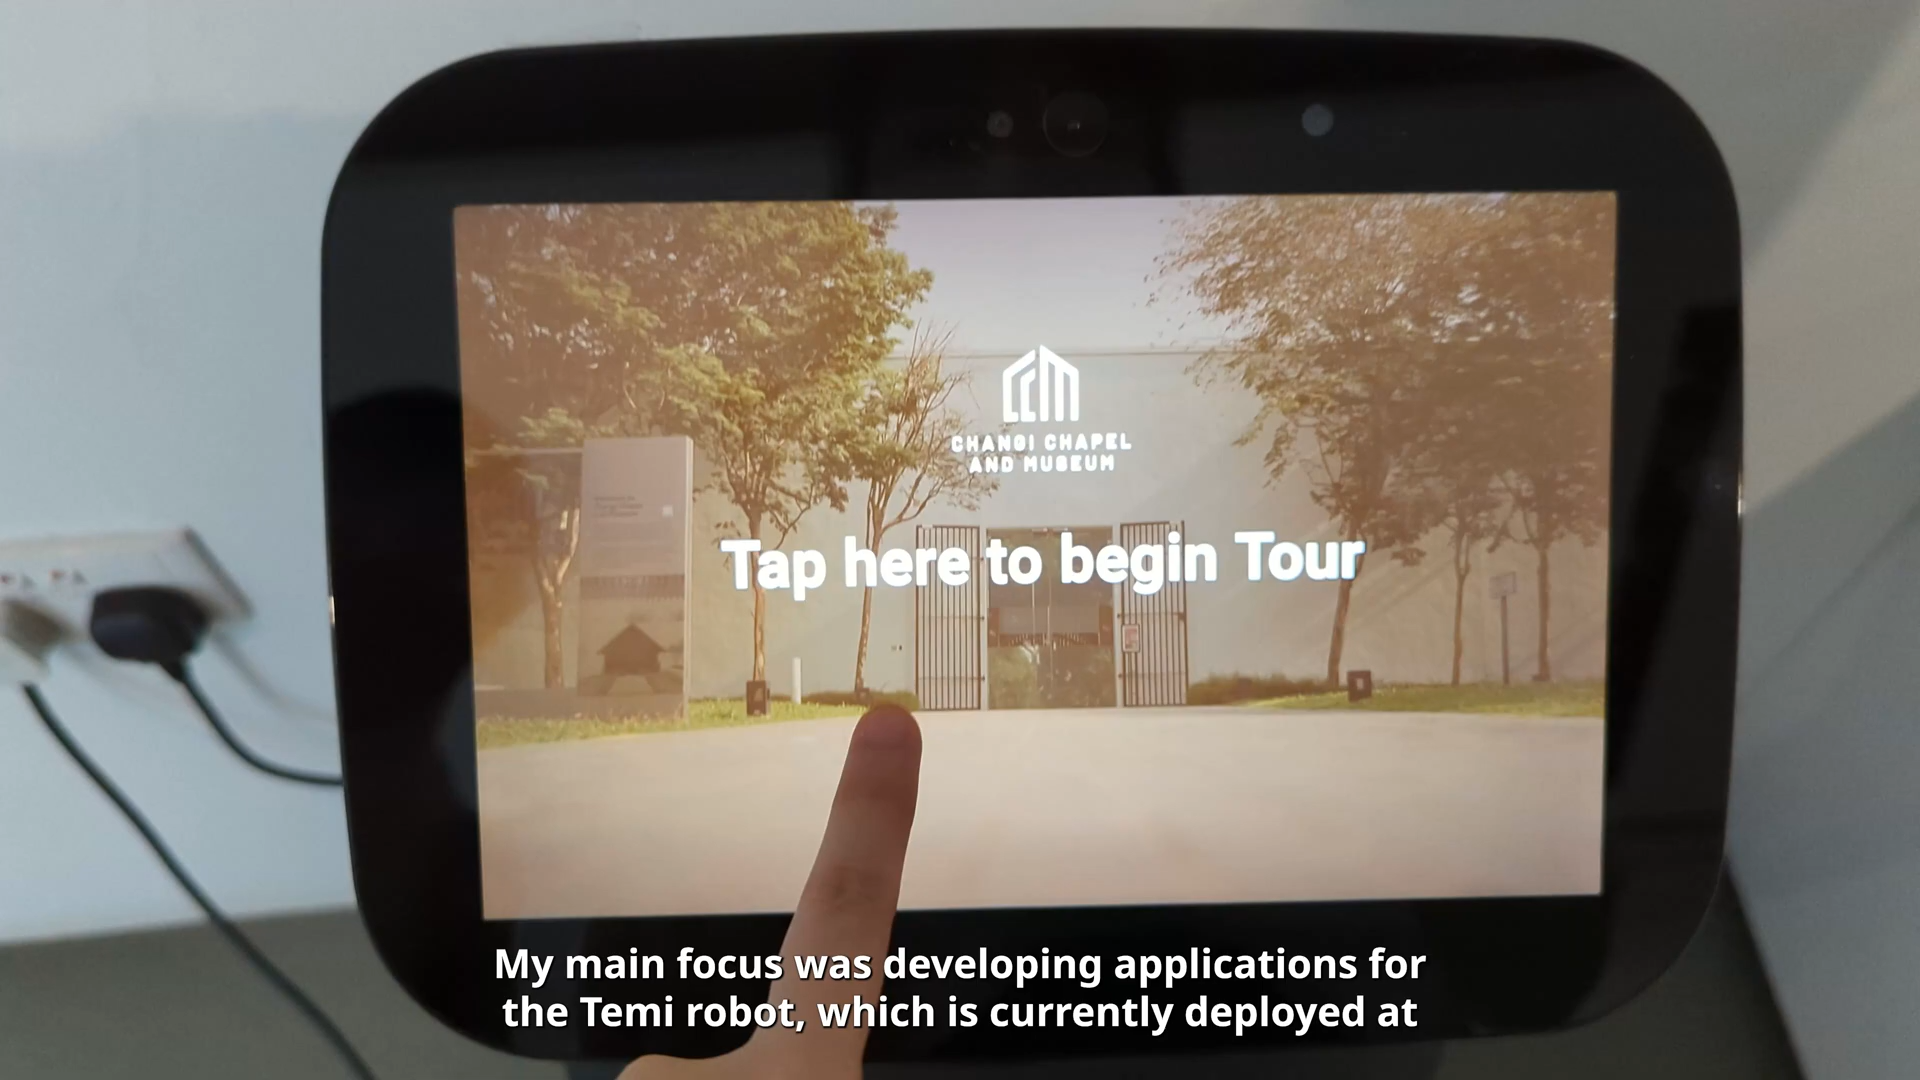 CHANGI CHAPEL
AND MUSEUM
Tap here to begin Tour
My main focus was developing applications for
the Temi robot, which is currently deployed at